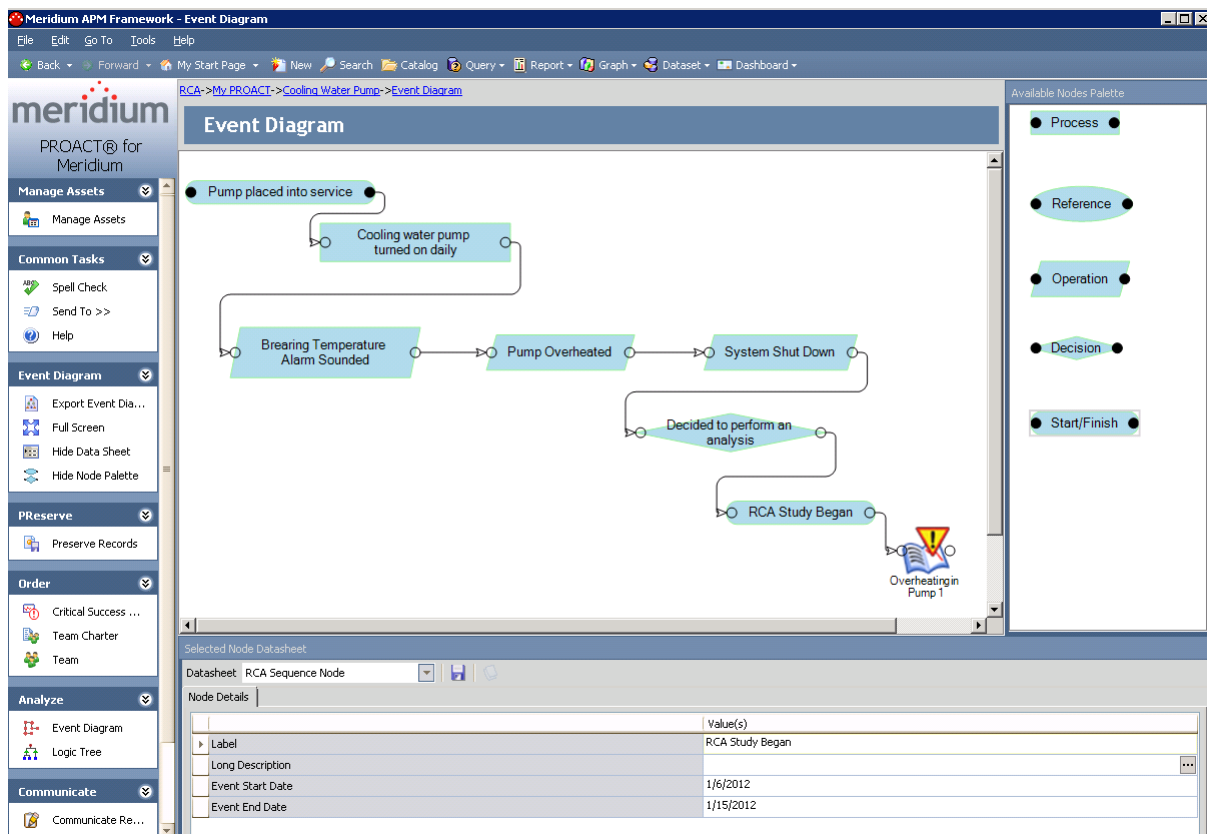 Meridium APM Framework - Event Diagram
File Edit Go To Tools Help
Back Forward My Start Page New Search Catalog Query Report Graph Dataset Dashboard
meridium
PROACT® for
Meridium
Manage Assets
Manage Assets
Common Tasks
Spell Check
Send To >>
Help
Event Diagram
Export Event Dia...
Full Screen
Hide Data Sheet
Hide Node Palette
PReserve
Preserve Records
Order
Critical Success ...
Team Charter
Team
Analyze
Event Diagram
Logic Tree
Communicate
Communicate Re...
RCA->My PROACT->Cooling Water Pump->Event Diagram
Event Diagram
Pump placed into service
Cooling water pump
turned on daily
Brearing Temperature
Alarm Sounded
Pump Overheated
System Shut Down
Decided to perform an
analysis
RCA Study Began
Overheating in
Pump 1
Available Nodes Palette
Process
Reference
Operation
Decision
Start/Finish
Selected Node Datasheet
Datasheet RCA Sequence Node
Node Details
Value(s)
Label RCA Study Began
Long Description
Event Start Date 1/6/2012
Event End Date 1/15/2012